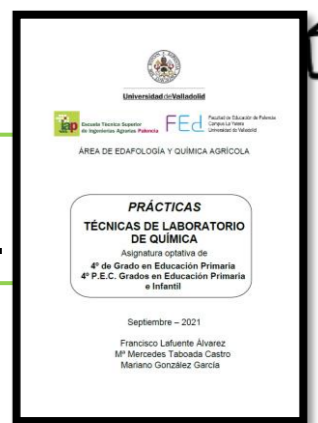 Universidad de Valladolid
Escuela Técnica Superior
de Ingenierías Agrarias Palencia
FEd
Facultad de Educación de Palencia
Campus La Yutera
Universidad de Valladolid
ÁREA DE EDAFOLOGÍA Y QUÍMICA AGRÍCOLA
PRÁCTICAS
TÉCNICAS DE LABORATORIO
DE QUÍMICA
Asignatura optativa de
4º de Grado en Educación Primaria
4º P.E.C. Grados en Educación Primaria
e Infantil
Septiembre – 2021
Francisco Lafuente Álvarez
Mª Mercedes Taboada Castro
Mariano González García